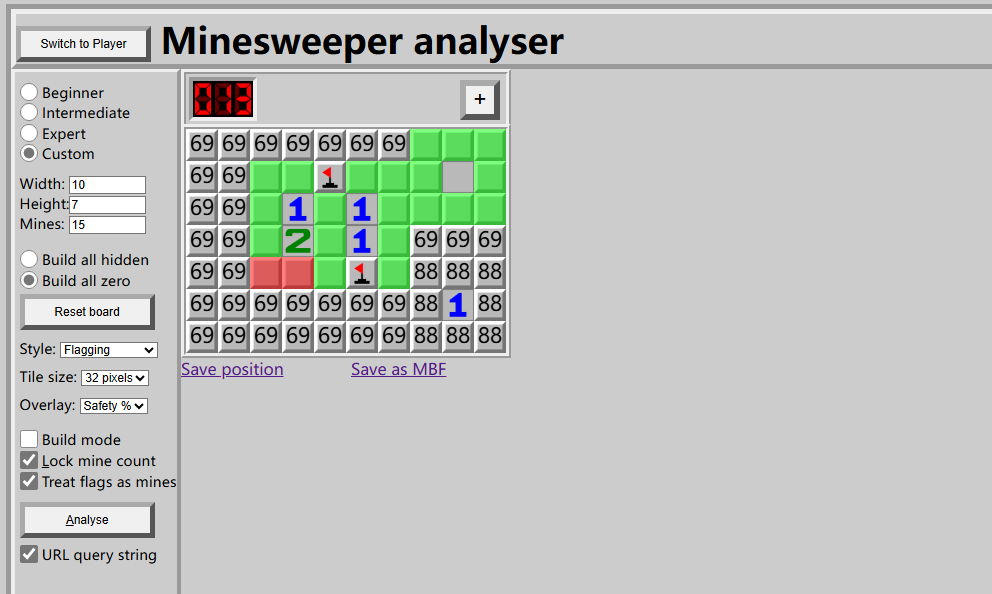 Switch to Player Minesweeper analyser
Beginner
Intermediate
Expert
Custom
Width: 10
Height: 7
Mines: 15
Build all hidden
Build all zero
Reset board
Style: Flagging
Tile size: 32 pixels
Overlay: Safety %
Build mode
Lock mine count
Treat flags as mines
Analyse
URL query string
013 +
69 69 69 69 69 69 69
69 69
69 69 1 1
69 69 2 1 69 69 69
69 69 88 88 88
69 69 69 69 69 69 69 88 1 88
69 69 69 69 69 69 69 88 88 88
Save position Save as MBF